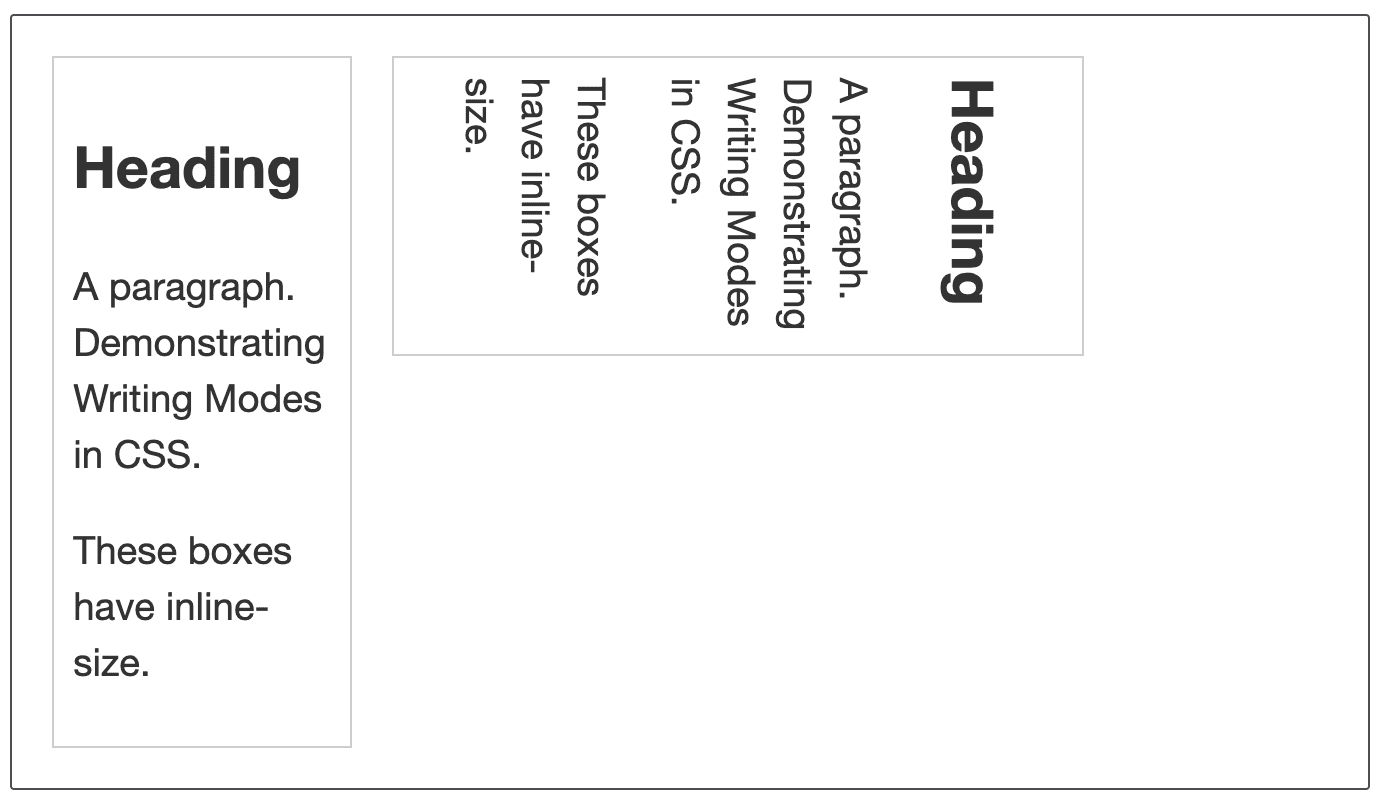 Heading
A paragraph.
Demonstrating
Writing Modes
in CSS.
These boxes
have inline-
size.
Heading
A paragraph.
Demonstrating
Writing Modes
in CSS.
These boxes
have inline-
size.